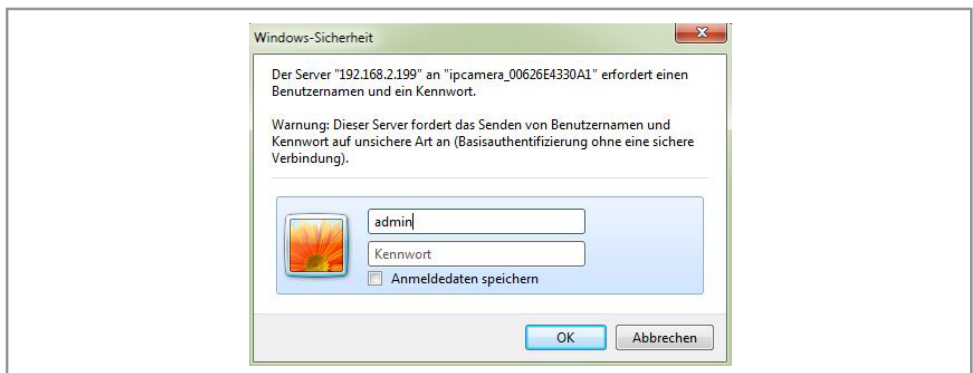 Windows-Sicherheit
Der Server "192.168.2.199" an "ipcamera_00626E4330A1" erfordert einen
Benutzernamen und ein Kennwort.
Warnung: Dieser Server fordert das Senden von Benutzernamen und
Kennwort auf unsichere Art an (Basisauthentifizierung ohne eine sichere
Verbindung).
admin
Kennwort
Anmeldedaten speichern
OK
Abbrechen